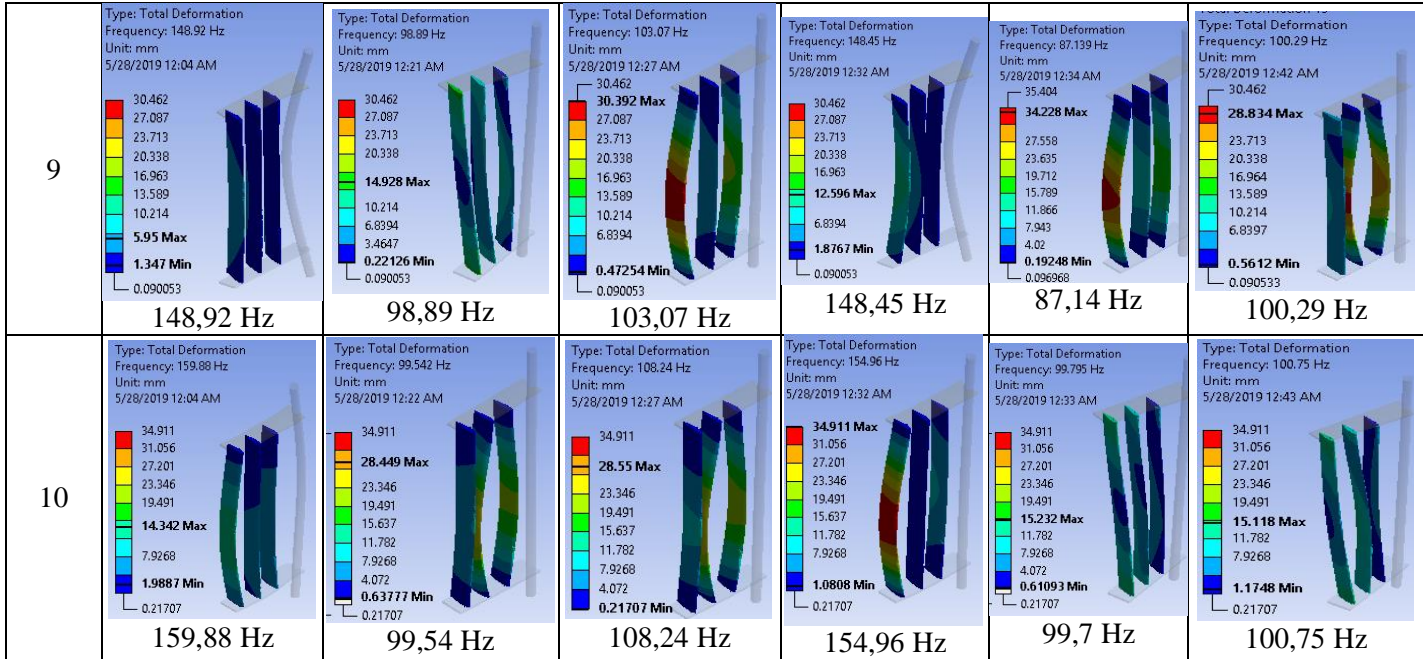 9
Type: Total Deformation
Frequency: 148.92 Hz
Unit: mm
5/28/2019 12:04 AM
30.462
27.087
23.713
20.338
16.963
13.589
10.214
5.95 Max
1.347 Min
0.090053
148,92 Hz
Type: Total Deformation
Frequency: 98.89 Hz
Unit: mm
5/28/2019 12:21 AM
30.462
27.087
23.713
20.338
14.928 Max
10.214
6.8394
3.4647
0.22126 Min
0.090053
98,89 Hz
Type: Total Deformation
Frequency: 103.07 Hz
Unit: mm
5/28/2019 12:27 AM
30.462
30.392 Max
27.087
23.713
20.338
16.963
13.589
10.214
6.8394
0.47254 Min
0.090053
103,07 Hz
Type: Total Deformation
Frequency: 148.45 Hz
Unit: mm
5/28/2019 12:32 AM
30.462
27.087
23.713
20.338
16.963
12.596 Max
6.8394
1.8767 Min
0.090053
148,45 Hz
Type: Total Deformation
Frequency: 87.139 Hz
Unit: mm
5/28/2019 12:34 AM
35.404
34.228 Max
27.558
23.635
19.712
15.789
11.866
7.943
4.02
0.19248 Min
0.096968
87,14 Hz
Frequency: 100.29 Hz
Unit: mm
5/28/2019 12:42 AM
30.462
28.834 Max
23.713
20.338
16.964
13.589
10.214
6.8397
0.5612 Min
0.090533
100,29 Hz
10
Type: Total Deformation
Frequency: 159.88 Hz
Unit: mm
5/28/2019 12:04 AM
34.911
31.056
27.201
23.346
19.491
14.342 Max
7.9268
1.9887 Min
0.21707
159,88 Hz
Type: Total Deformation
Frequency: 99.542 Hz
Unit: mm
5/28/2019 12:22 AM
34.911
28.449 Max
23.346
19.491
15.637
11.782
7.9268
4.072
0.63777 Min
0.21707
99,54 Hz
Type: Total Deformation
Frequency: 108.24 Hz
Unit: mm
5/28/2019 12:27 AM
34.911
28.55 Max
23.346
19.491
15.637
11.782
7.9268
4.072
0.21707 Min
0.21707
108,24 Hz
Type: Total Deformation
Frequency: 154.96 Hz
Unit: mm
5/28/2019 12:32 AM
34.911 Max
31.056
27.201
23.346
19.491
15.637
11.782
7.9268
1.0808 Min
0.21707
154,96 Hz
Type: Total Deformation
Frequency: 99.795 Hz
Unit: mm
5/28/2019 12:33 AM
34.911
31.056
27.201
23.346
19.491
15.232 Max
11.782
7.9268
4.072
0.61093 Min
0.21707
99,7 Hz
Type: Total Deformation
Frequency: 100.75 Hz
Unit: mm
5/28/2019 12:43 AM
34.911
31.056
27.201
23.346
19.491
15.118 Max
11.782
7.9268
4.072
1.1748 Min
0.21707
100,75 Hz